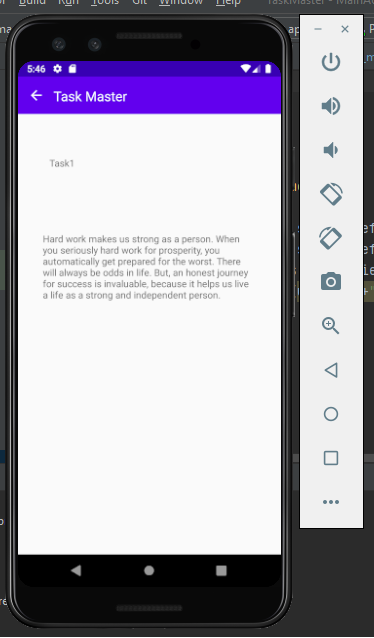 Build Run Tools Git Window Help TaskMaster - MainA
5:46
Task Master
Task1
Hard work makes us strong as a person. When
you seriously hard work for prosperity, you
automatically get prepared for the worst. There
will always be odds in life. But, an honest journey
for success is invaluable, because it helps us live
a life as a strong and independent person.